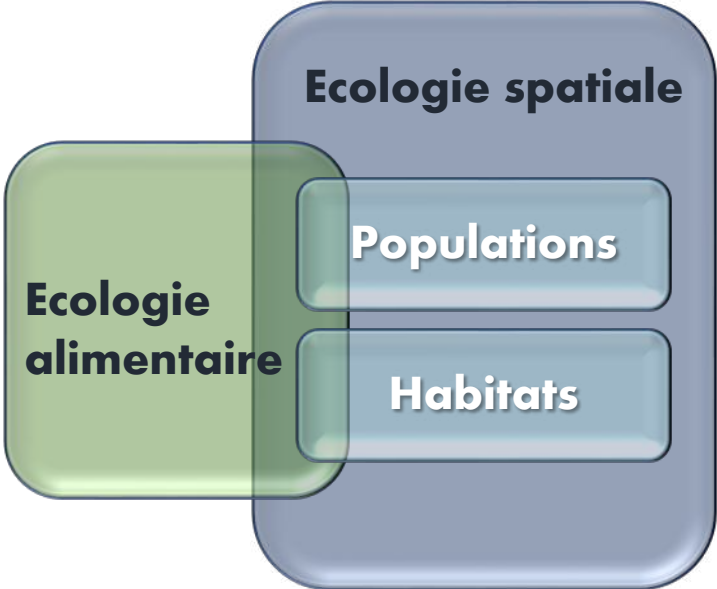 Ecologie spatiale
Populations
Ecologie
alimentaire
Habitats